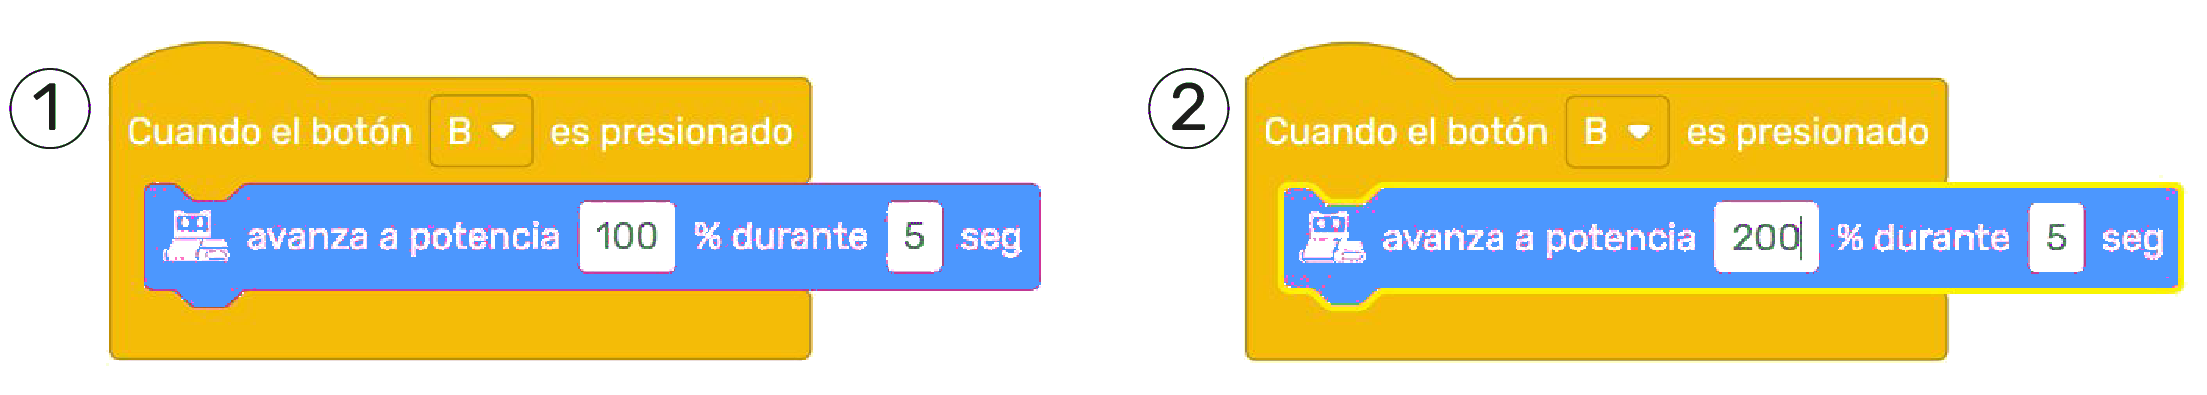 1
Cuando el botón B es presionado
avanza a potencia 100 % durante 5 seg
2
Cuando el botón B es presionado
avanza a potencia 200 % durante 5 seg